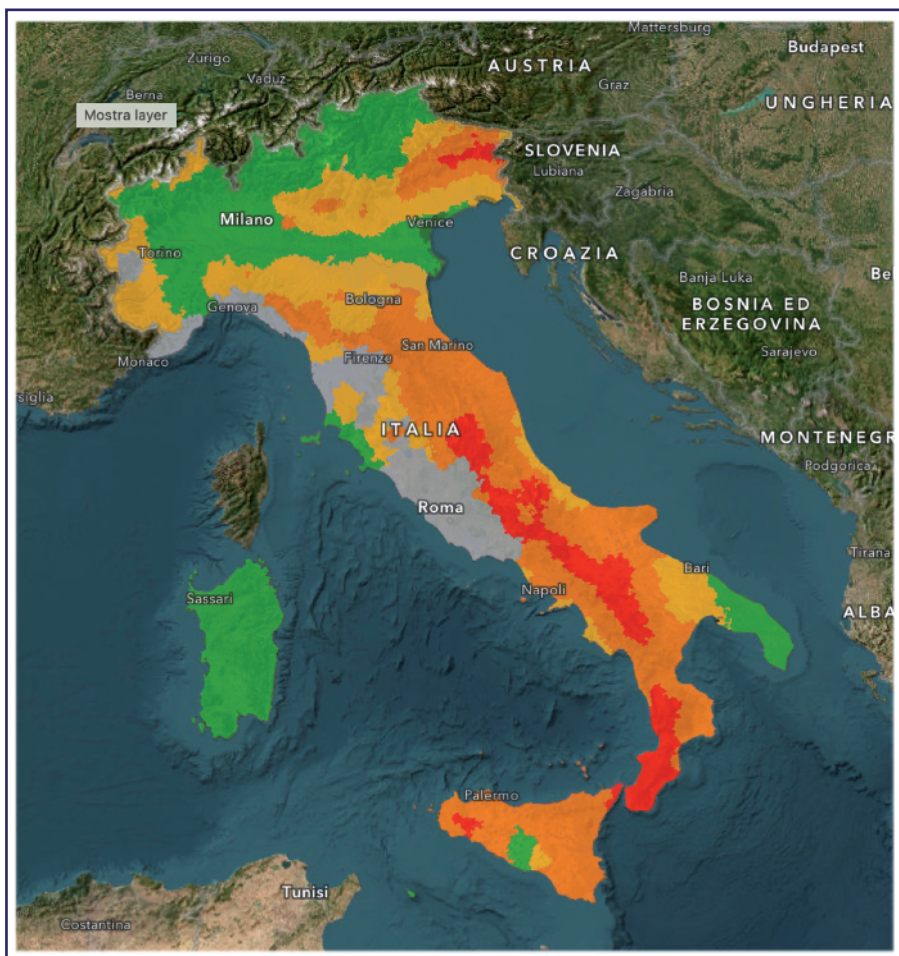 Mattersburg
Budapest
Zurigo
AUSTRIA
Vaduz
Graz
Berna
UNGHERIA
Mostra layer
SLOVENIA
Lubiana
Zagabria
Milano
Venice
Torino
CROAZIA
Banja Luka
Bel
Bologna
BOSNIA ED
ERZEGOVINA
Genova
San Marino
Sarajevo
Firenze
Monaco
rsiglia
ITALIA
MONTENEGR
Podgorica
Roma
Tirana
Bari
Napoli
Sassari
ALBA
Palermo
Tunisi
Costantina